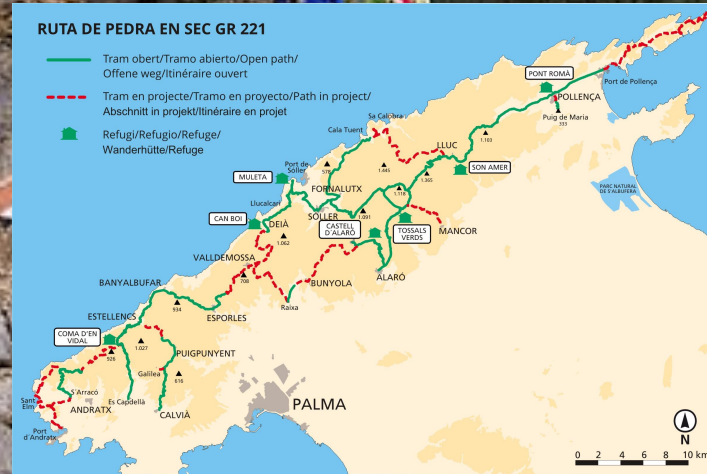 RUTA DE PEDRA EN SEC GR 221
Tram obert/Tramo abierto/Open path/
Offene weg/Itinéraire ouvert
Tram en projecte/Tramo en proyecto/Path in project/
Abschnitt in projekt/Itinéraire en projet
Refugi/Refugio/Refuge/
Wanderhütte/Refuge
PONT ROMÀ
Port de Pollença
POLLENÇA
Puig de Maria
333
Sa Calobra
Cala Tuent
1.103
LLUC
SON AMER
578
1.445
1.365
Port de
Sóller
MULETA
FORNALUTX
1.118
PARC NATURAL
DE S'ALBUFERA
Llucalcari
SÓLLER
1.091
CAN BOI
DEIÀ
CASTELL
D'ALARÓ
TOSSALS
VERDS
MANCOR
1.062
VALLDEMOSSA
ALARÓ
BANYALBUFAR
708
BUNYOLA
934
Raixa
ESTELLENCS
ESPORLES
COMA D'EN
VIDAL
926
1.027
PUIGPUNYENT
Galilea
616
S'Arracó
Sant
Elm
ANDRATX
Es Capdellà
CALVIÀ
PALMA
Port
d'Andratx
N
0 2 4 6 8 10 km